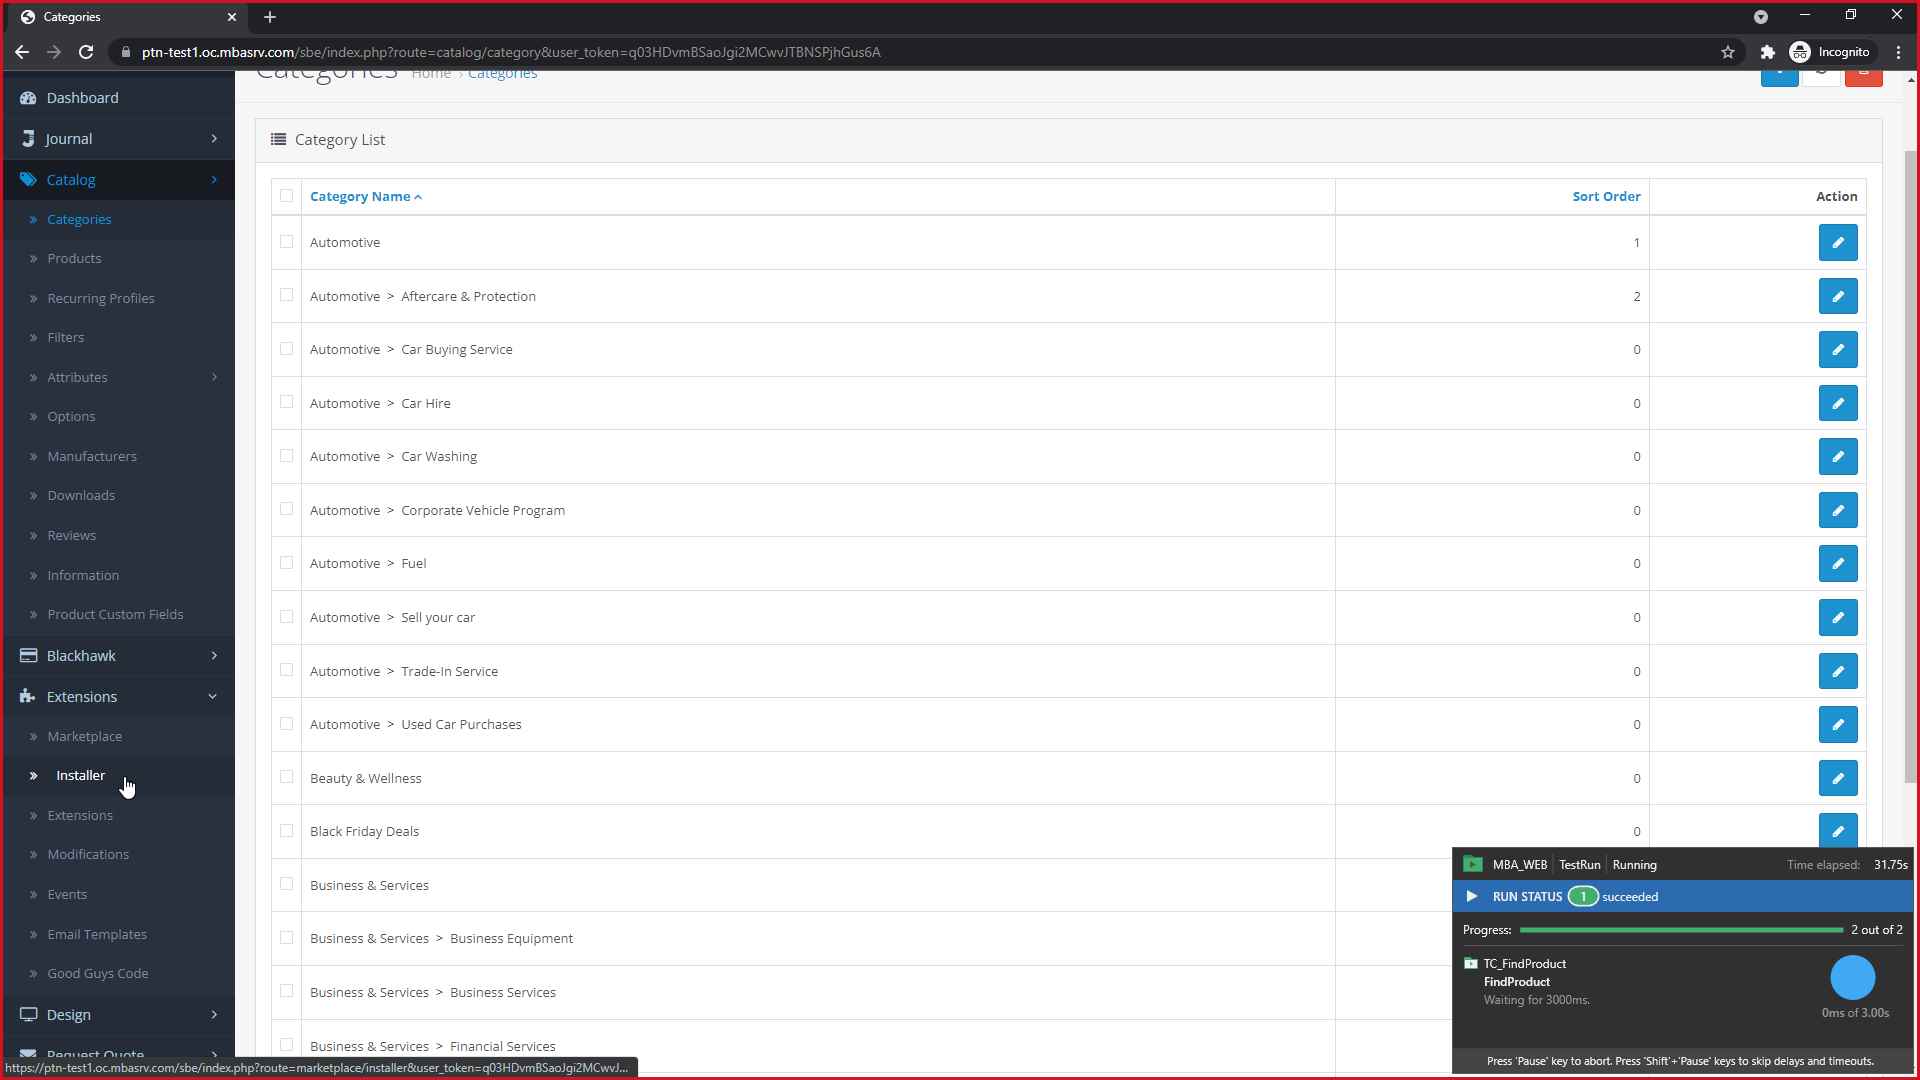 Categories
ptn-test1.oc.mbasrv.com/sbe/index.php?route=catalog/category&user_token=q03HDvmBSaoJgi2MCwvJTBNSPjhGus6A
Incognito
Categories Home › Categories
Dashboard
Journal
Catalog
Categories
Products
Recurring Profiles
Filters
Attributes
Options
Manufacturers
Downloads
Reviews
Information
Product Custom Fields
Blackhawk
Extensions
Marketplace
Installer
Extensions
Modifications
Events
Email Templates
Good Guys Code
Design
Request Quote
Category List
Category Name Sort Order Action
Automotive 1
Automotive > Aftercare & Protection 2
Automotive > Car Buying Service 0
Automotive > Car Hire 0
Automotive > Car Washing 0
Automotive > Corporate Vehicle Program 0
Automotive > Fuel 0
Automotive > Sell your car 0
Automotive > Trade-In Service 0
Automotive > Used Car Purchases 0
Beauty & Wellness 0
Black Friday Deals 0
Business & Services
Business & Services > Business Equipment
Business & Services > Business Services
Business & Services > Financial Services
MBA_WEB TestRun Running Time elapsed: 31.75s
RUN STATUS 1 succeeded
Progress: 2 out of 2
TC_FindProduct
FindProduct
Waiting for 3000ms.
0ms of 3.00s
Press 'Pause' key to abort. Press 'Shift'+'Pause' keys to skip delays and timeouts.
https://ptn-test1.oc.mbasrv.com/sbe/index.php?route=marketplace/installer&user_token=q03HDvmBSaoJgi2MCwvJ...